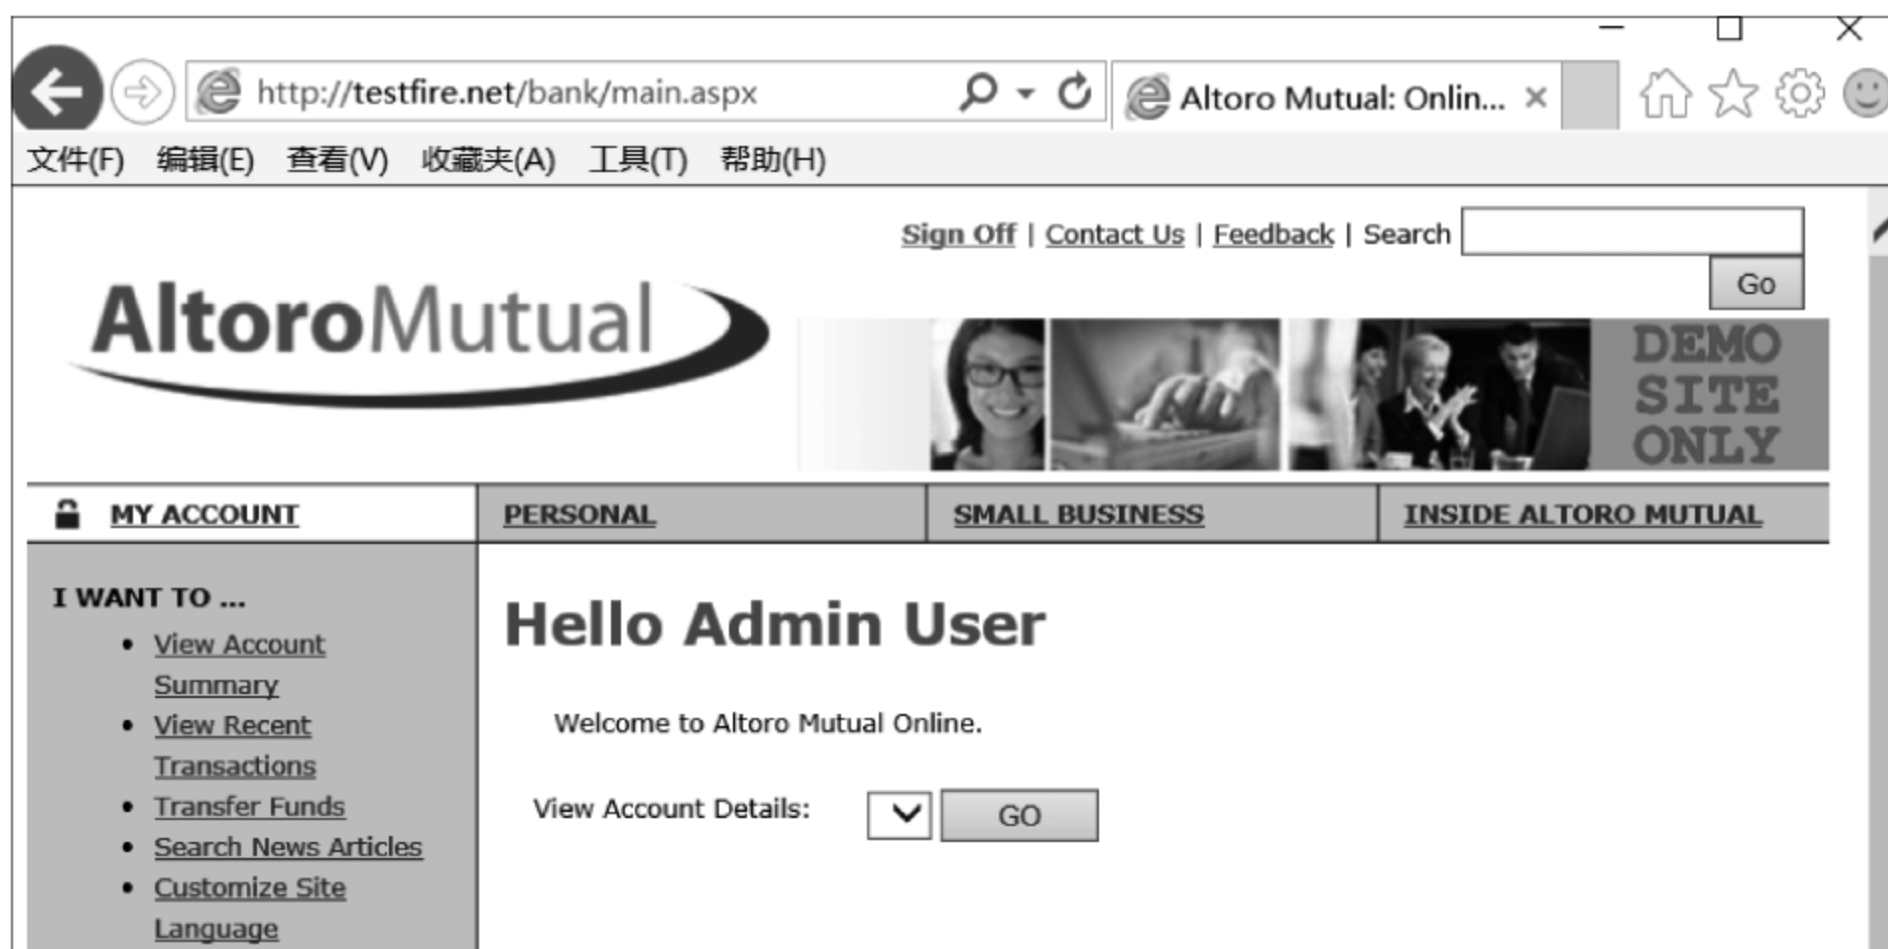 http://testfire.net/bank/main.aspx
Altoro Mutual: Onlin...
文件(F) 编辑(E) 查看(V) 收藏夹(A) 工具(T) 帮助(H)
Sign Off | Contact Us | Feedback | Search
Go
AltoroMutual
DEMO
SITE
ONLY
MY ACCOUNT
PERSONAL
SMALL BUSINESS
INSIDE ALTORO MUTUAL
I WANT TO ...
• View Account
Summary
• View Recent
Transactions
• Transfer Funds
• Search News Articles
• Customize Site
Language
Hello Admin User
Welcome to Altoro Mutual Online.
View Account Details:
GO